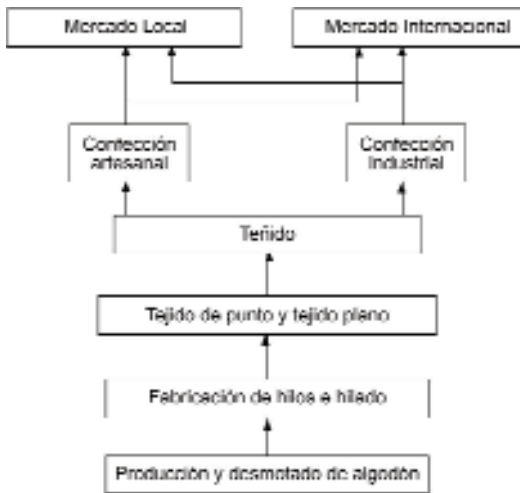 Mercado Local
Mercado Internacional
Confección
artesanal
Confección
Industrial
Teñido
Tejido de punto y tejido plano
Fabricación de hilos e hilado
Producción y desmotado de algodón